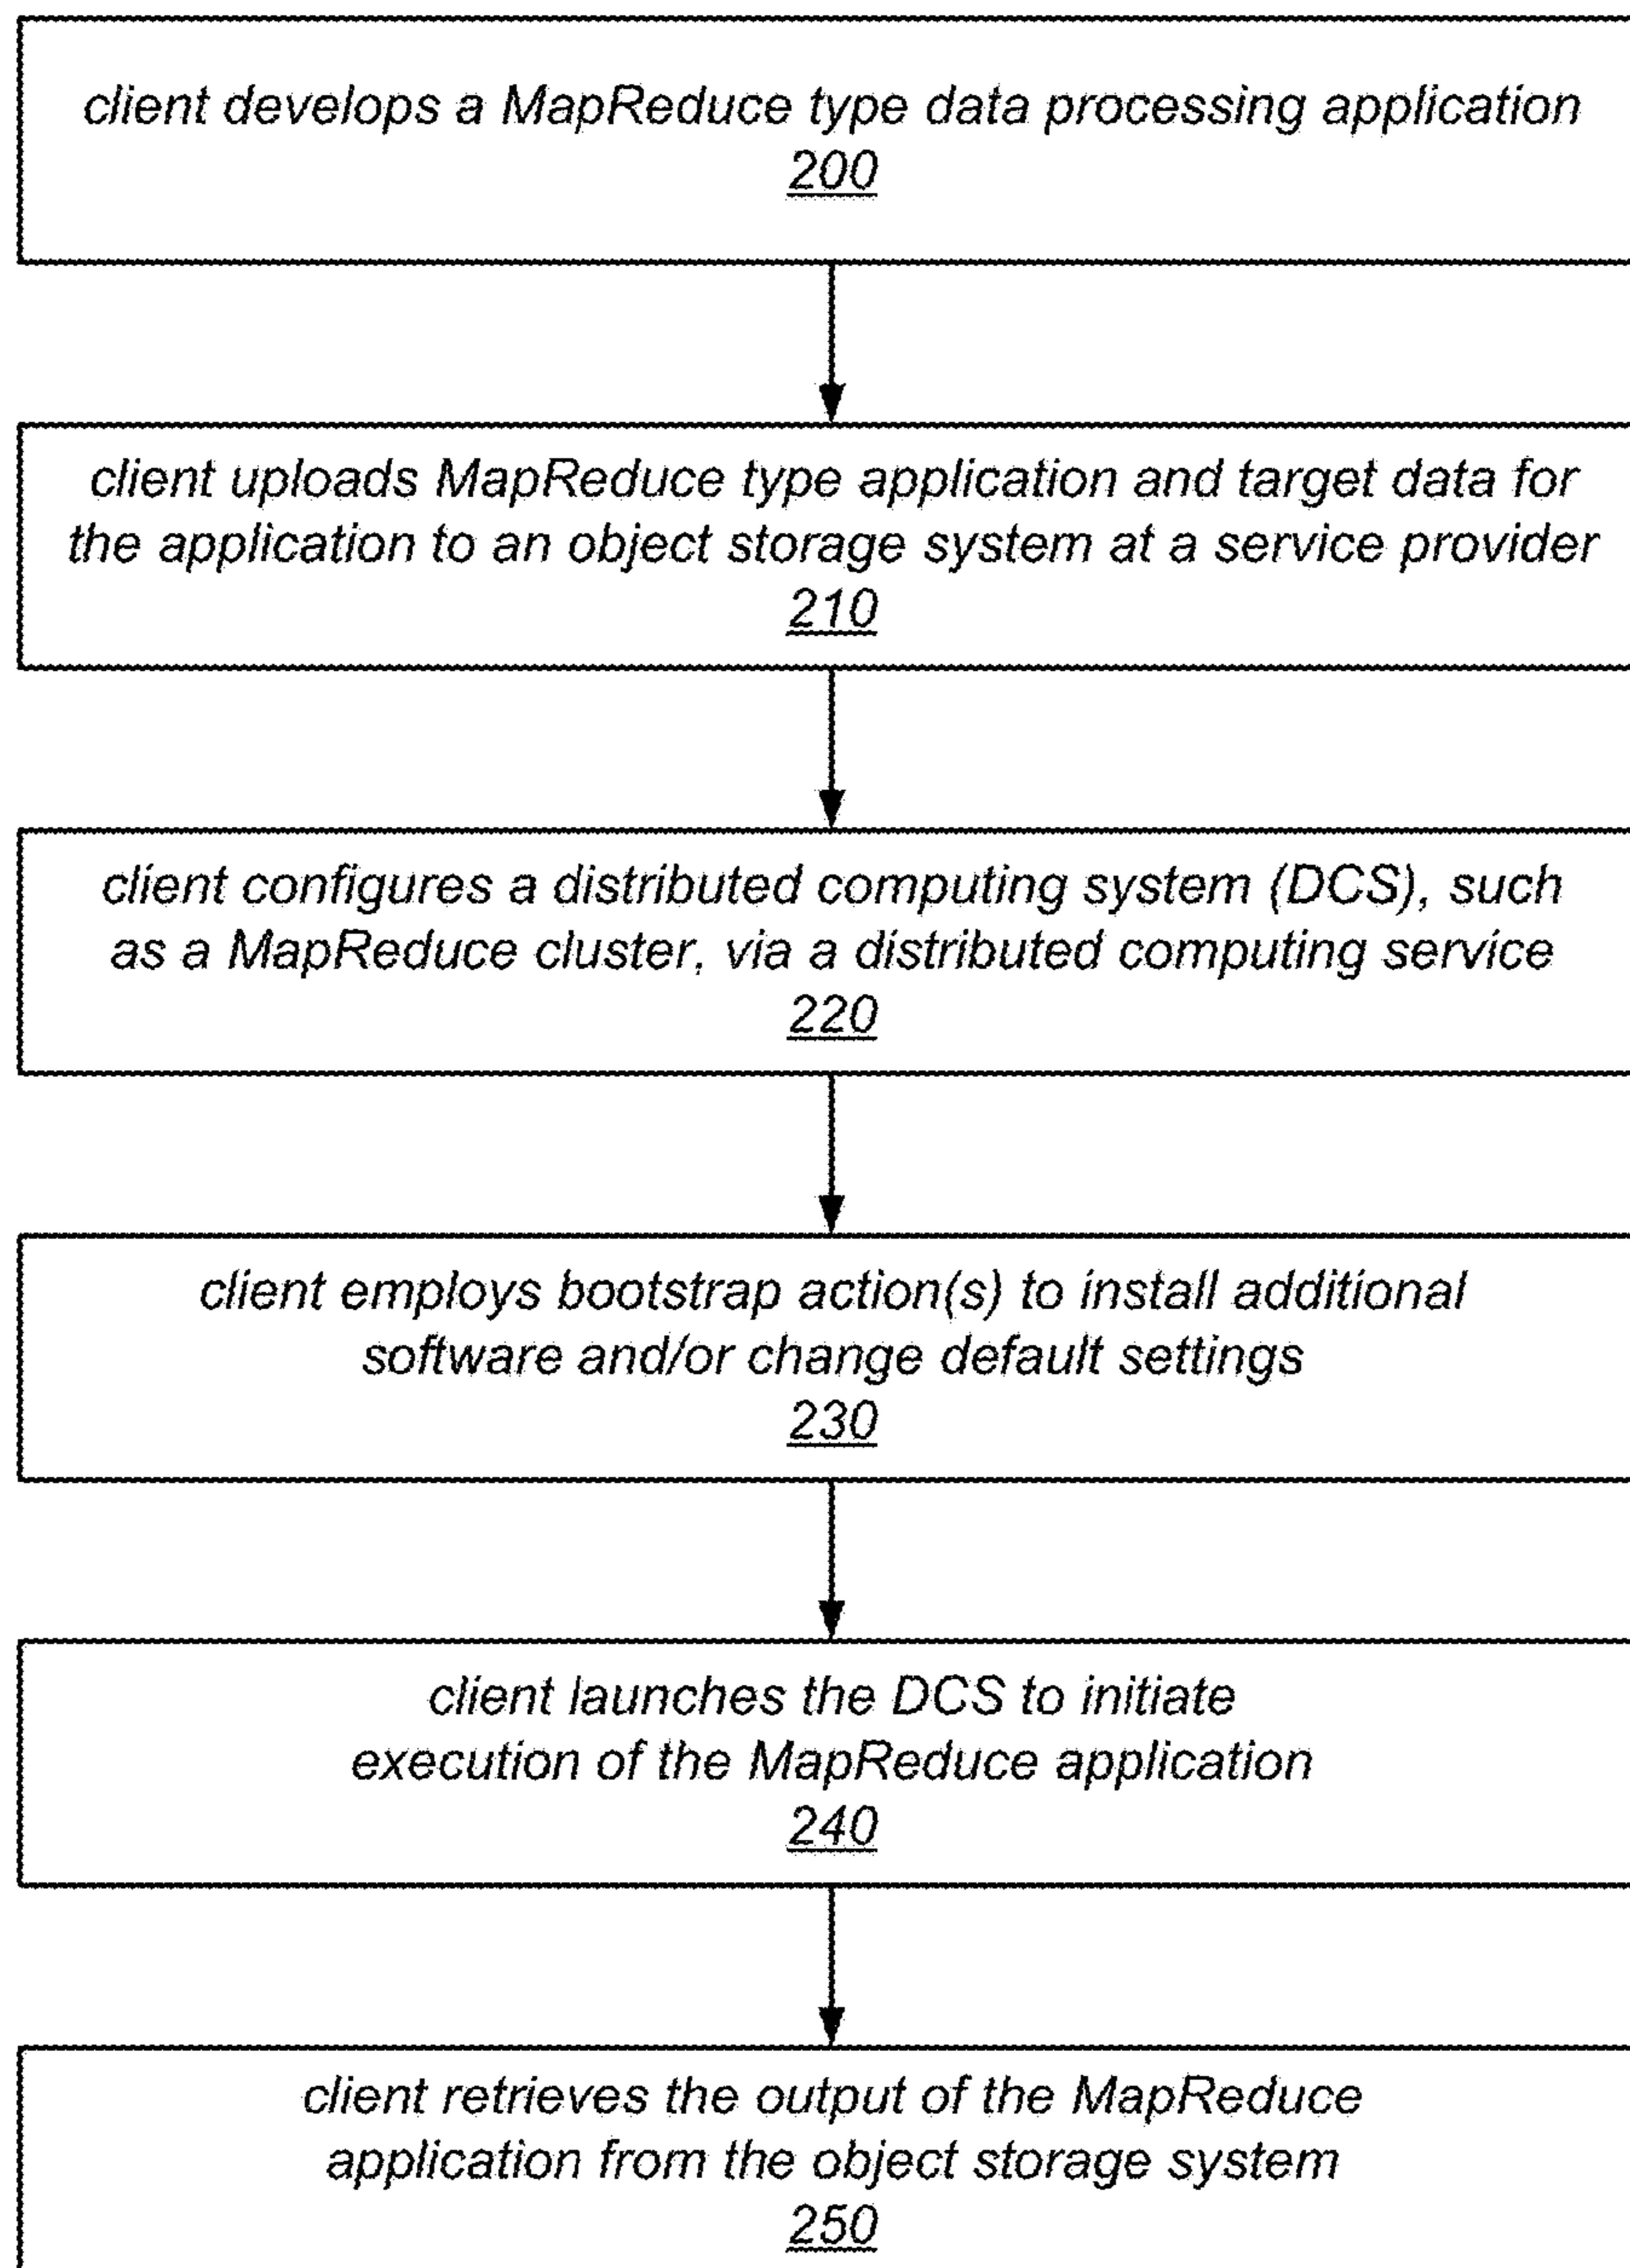 client develops a MapReduce type data processing application
200
client uploads MapReduce type application and target data for
the application to an object storage system at a service provider
210
client configures a distributed computing system (DCS), such
as a MapReduce cluster, via a distributed computing service
220
client employs bootstrap action(s) to install additional
software and/or change default settings
230
client launches the DCS to initiate
execution of the MapReduce application
240
client retrieves the output of the MapReduce
application from the object storage system
250